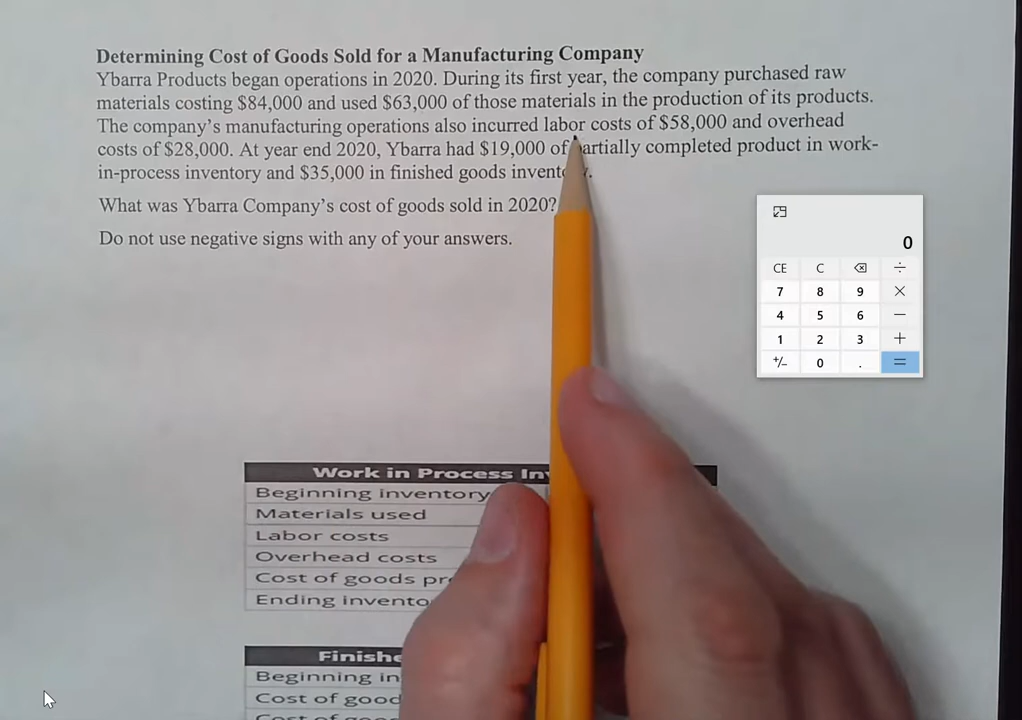 Determining Cost of Goods Sold for a Manufacturing Company
Ybarra Products began operations in 2020. During its first year, the company purchased raw
materials costing $84,000 and used $63,000 of those materials in the production of its products.
The company's manufacturing operations also incurred labor costs of $58,000 and overhead
costs of $28,000. At year end 2020, Ybarra had $19,000 of partially completed product in work-
in-process inventory and $35,000 in finished goods inventory.
What was Ybarra Company's cost of goods sold in 2020?
Do not use negative signs with any of your answers.
0
CE C ⌫ ÷
7 8 9 ×
4 5 6 −
1 2 3 +
+/- 0 . =
Work in Process
Beginning inventory
Materials used
Labor costs
Overhead costs
Cost of goods
Ending
Beginning
Cost of